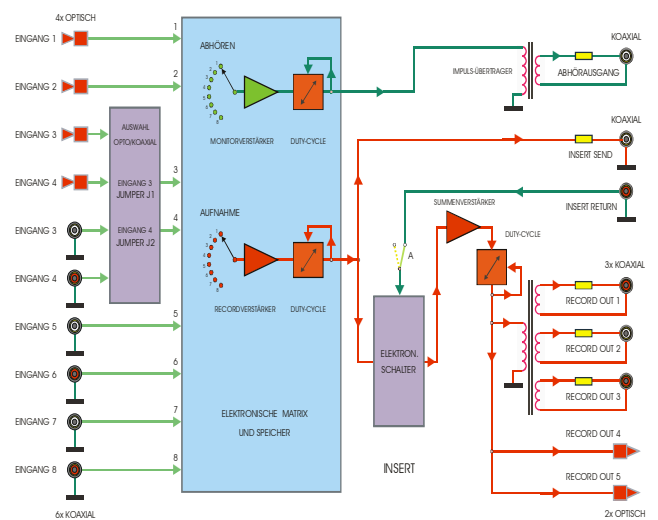 4x OPTISCH
EINGANG 1
EINGANG 2
EINGANG 3
EINGANG 4
EINGANG 3
EINGANG 4
EINGANG 5
EINGANG 6
EINGANG 7
EINGANG 8
6x KOAXIAL
AUSWAHL
OPTO/KOAXIAL
EINGANG 3
JUMPER J1
EINGANG 4
JUMPER J2
1
2
3
4
5
6
7
8
ABHÖREN
MONITORVERSTÄRKER
DUTY-CYCLE
AUFNAHME
RECORDVERSTÄRKER
DUTY-CYCLE
ELEKTRONISCHE MATRIX
UND SPEICHER
IMPULS-ÜBERTRAGER
KOAXIAL
ABHÖRAUSGANG
KOAXIAL
INSERT SEND
INSERT RETURN
SUMMENVERSTÄRKER
DUTY-CYCLE
A
ELEKTRON.
SCHALTER
INSERT
3x KOAXIAL
RECORD OUT 1
RECORD OUT 2
RECORD OUT 3
RECORD OUT 4
RECORD OUT 5
2x OPTISCH